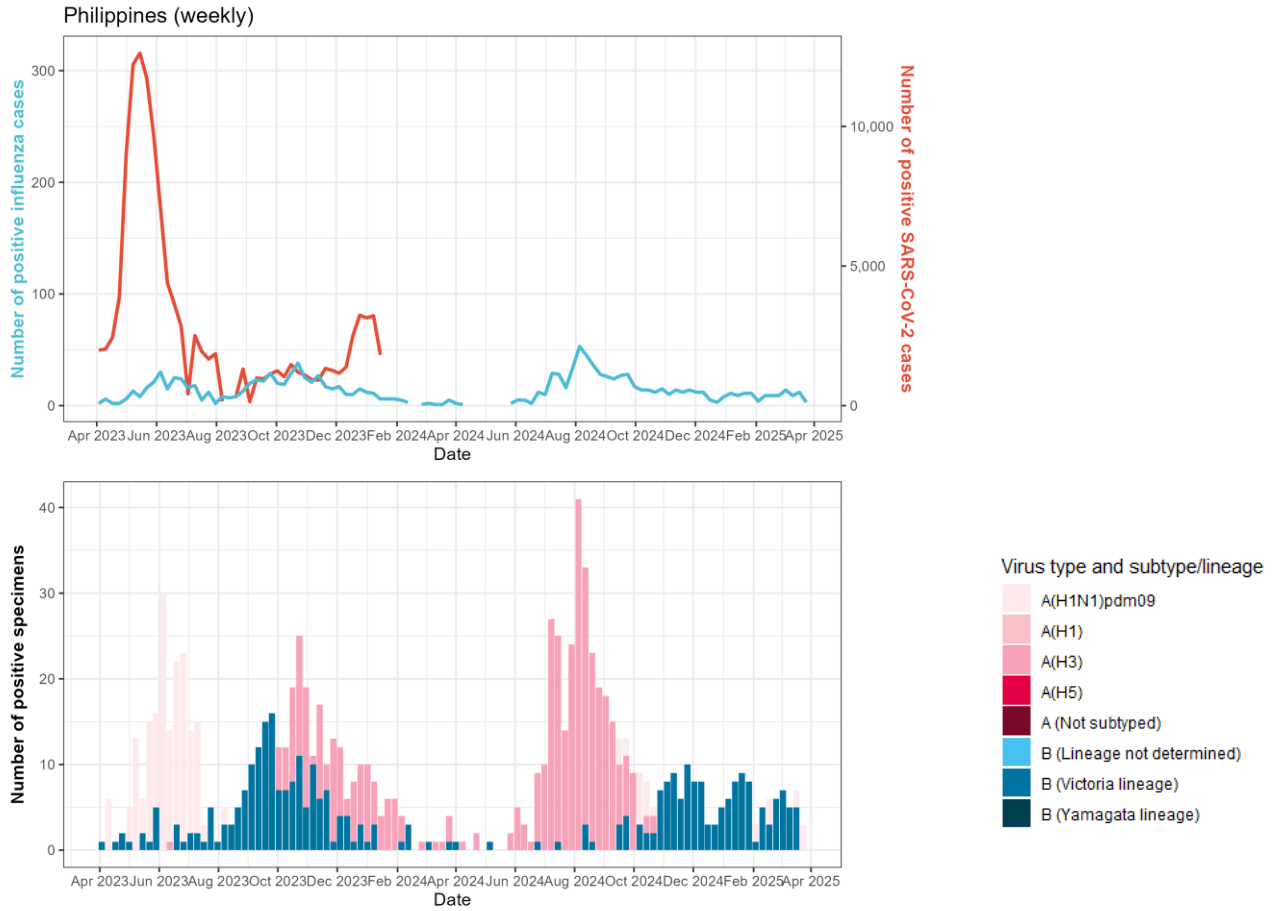 Philippines (weekly)
Number of positive influenza cases
300
200
100
0
10,000
5,000
0
Number of positive SARS-CoV-2 cases
Apr 2023 Jun 2023 Aug 2023 Oct 2023 Dec 2023 Feb 2024 Apr 2024 Jun 2024 Aug 2024 Oct 2024 Dec 2024 Feb 2025 Apr 2025
Date
Number of positive specimens
40
30
20
10
0
Apr 2023 Jun 2023 Aug 2023 Oct 2023 Dec 2023 Feb 2024 Apr 2024 Jun 2024 Aug 2024 Oct 2024 Dec 2024 Feb 2025 Apr 2025
Date
Virus type and subtype/lineage
A(H1N1)pdm09
A(H1)
A(H3)
A(H5)
A (Not subtyped)
B (Lineage not determined)
B (Victoria lineage)
B (Yamagata lineage)